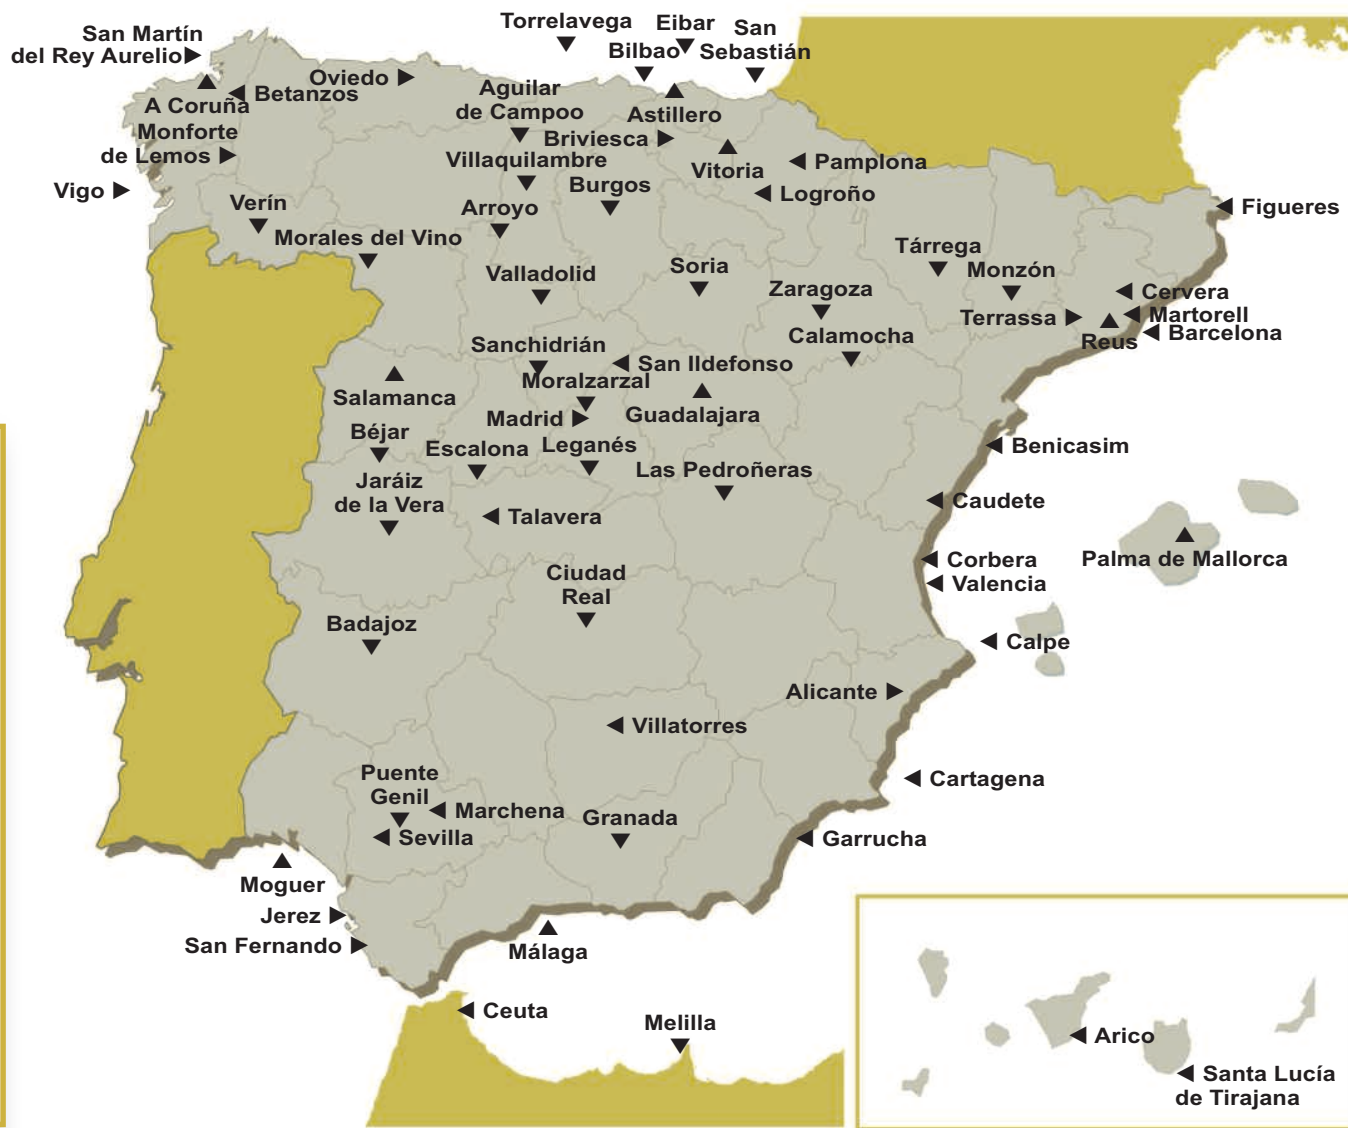 Torrelavega
Eibar
San
Sebastián
Bilbao
San Martín
del Rey Aurelio
Oviedo
A Coruña
Betanzos
Aguilar
de Campoo
Astillero
Monforte
de Lemos
Briviesca
Vitoria
Pamplona
Villaquilambre
Burgos
Logroño
Vigo
Verín
Arroyo
Figueres
Morales del Vino
Tárrega
Valladolid
Soria
Monzón
Zaragoza
Cervera
Terrassa
Martorell
Reus
Barcelona
Calamocha
Sanchidrián
San Ildefonso
Moralzarzal
Salamanca
Guadalajara
Madrid
Béjar
Escalona
Leganés
Benicasim
Las Pedroñeras
Jaráiz
de la Vera
Caudete
Talavera
Palma de Mallorca
Corbera
Valencia
Ciudad
Real
Badajoz
Calpe
Alicante
Villatorres
Puente
Genil
Cartagena
Marchena
Granada
Sevilla
Garrucha
Moguer
Jerez
San Fernando
Málaga
Ceuta
Melilla
Arico
Santa Lucía
de Tirajana